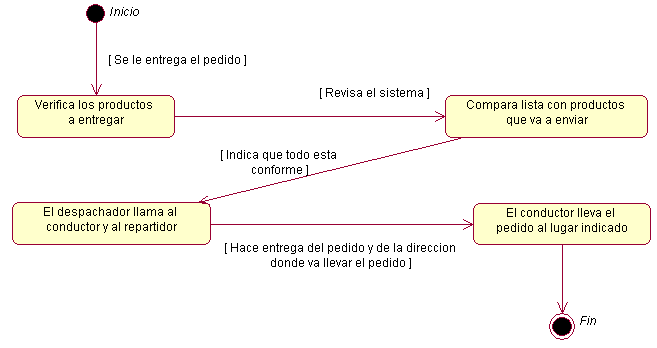 Inicio
[ Se le entrega el pedido ]
Verifica los productos
a entregar
[ Revisa el sistema ]
Compara lista con productos
que va a enviar
[ Indica que todo esta
conforme ]
El despachador llama al
conductor y al repartidor
[ Hace entrega del pedido y de la direccion
donde va llevar el pedido ]
El conductor lleva el
pedido al lugar indicado
Fin